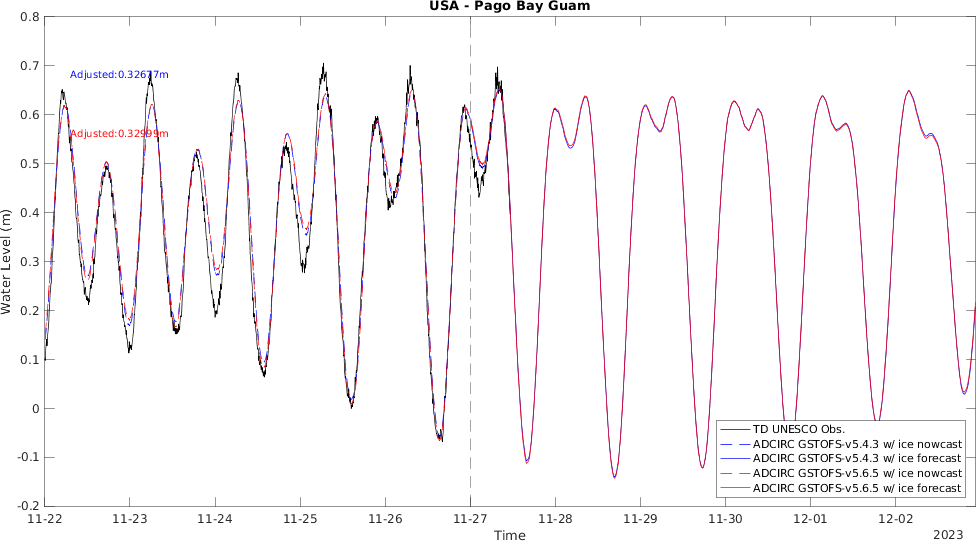 USA - Pago Bay Guam
0.8
0.7
0.6
0.5
0.4
0.3
0.2
0.1
0
-0.1
-0.2
Water Level (m)
Adjusted:0.32677m
Adjusted:0.32999m
TD UNESCO Obs.
ADCIRC GSTOFS-v5.4.3 w/ ice nowcast
ADCIRC GSTOFS-v5.4.3 w/ ice forecast
ADCIRC GSTOFS-v5.6.5 w/ ice nowcast
ADCIRC GSTOFS-v5.6.5 w/ ice forecast
11-22 11-23 11-24 11-25 11-26 11-27 11-28 11-29 11-30 12-01 12-02
Time
2023